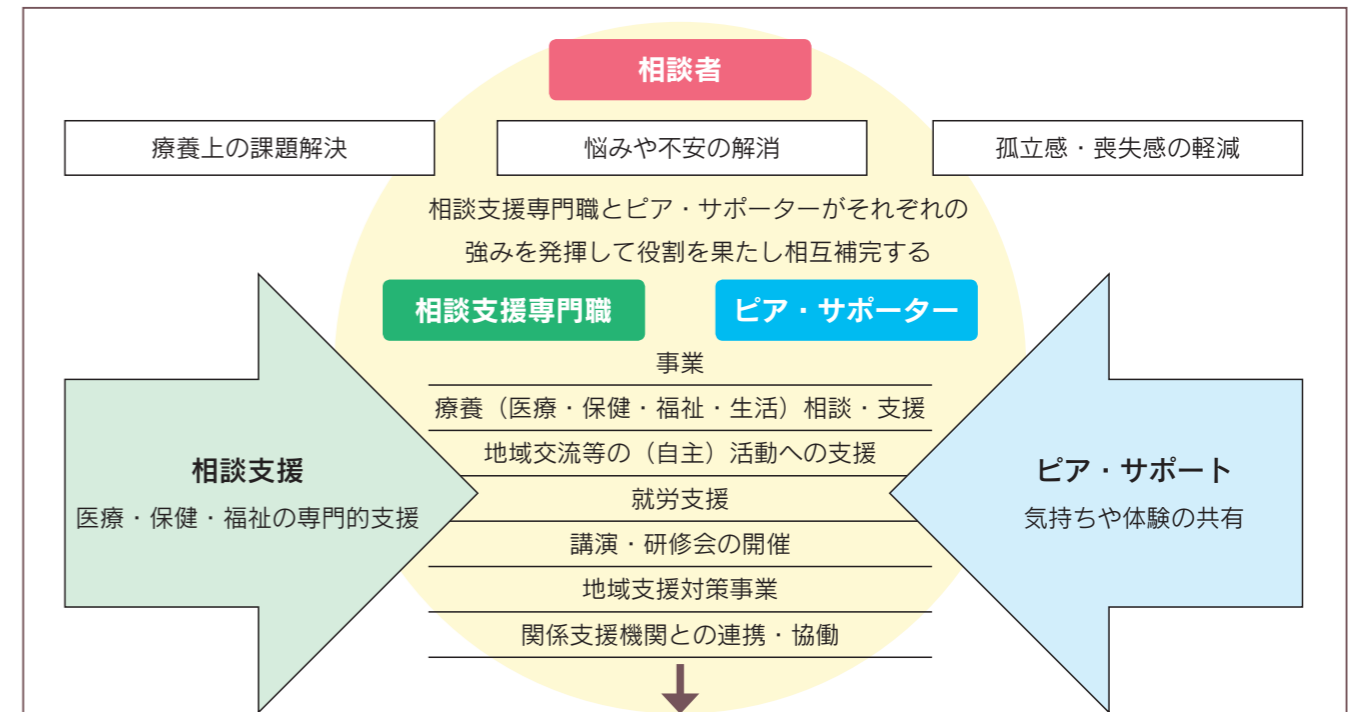 相談者
療養上の課題解決
悩みや不安の解消
孤立感・喪失感の軽減
相談支援専門職とピア・サポーターがそれぞれの
強みを発揮して役割を果たし相互補完する
相談支援専門職
ピア・サポーター
事業
療養（医療・保健・福祉・生活）相談・支援
地域交流等の（自主）活動への支援
就労支援
講演・研修会の開催
地域支援対策事業
関係支援機関との連携・協働
相談支援
医療・保健・福祉の専門的支援
ピア・サポート
気持ちや体験の共有